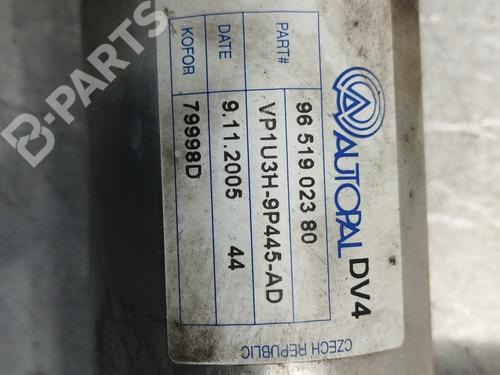 AUTOPAL DV4
PART# 96 519 023 80
VP1U3H-9P445-AD
DATE 9.11.2005 44
KOFOR 79998D
CZECH REPUBLIC
B-PARTS